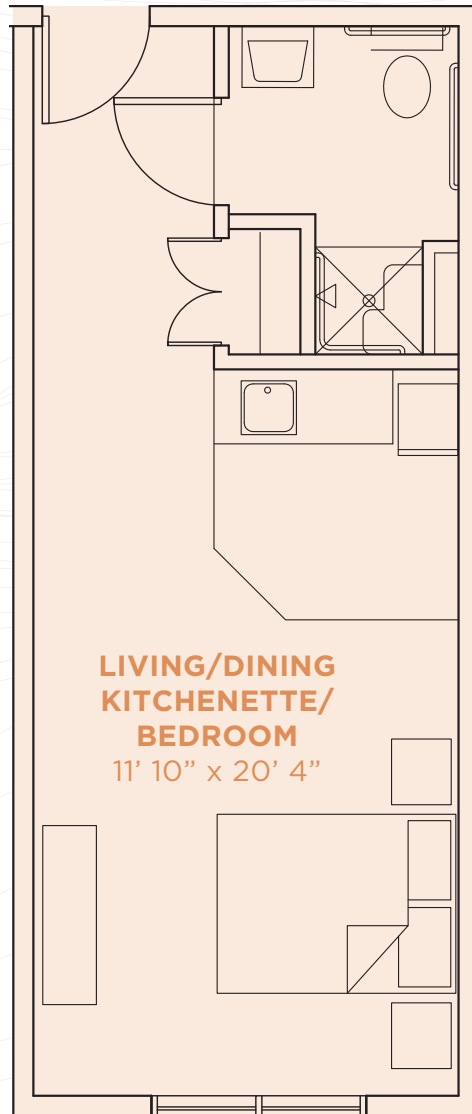 LIVING/DINING
KITCHENETTE/
BEDROOM
11’ 10” x 20’ 4”